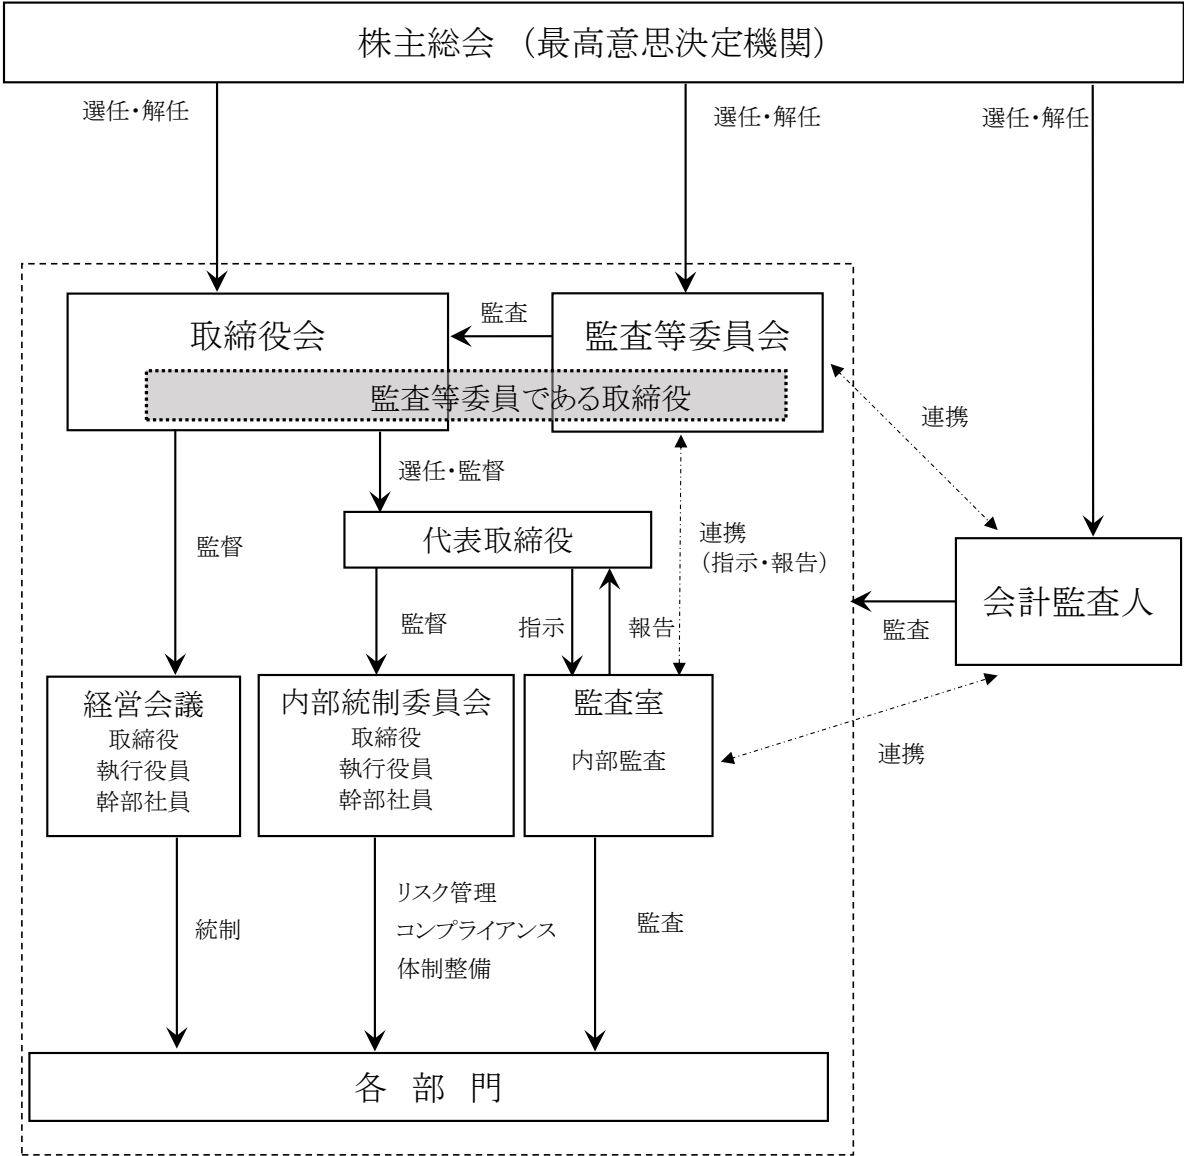 株主総会 （最高意思決定機関）
選任・解任
選任・解任
選任・解任
取締役会
監査
監査等委員会
監査等委員である取締役
連携
選任・監督
監督
代表取締役
連携
（指示・報告）
会計監査人
監査
監督
指示
報告
経営会議
取締役
執行役員
幹部社員
内部統制委員会
取締役
執行役員
幹部社員
監査室
内部監査
連携
統制
リスク管理
コンプライアンス
体制整備
監査
各 部 門